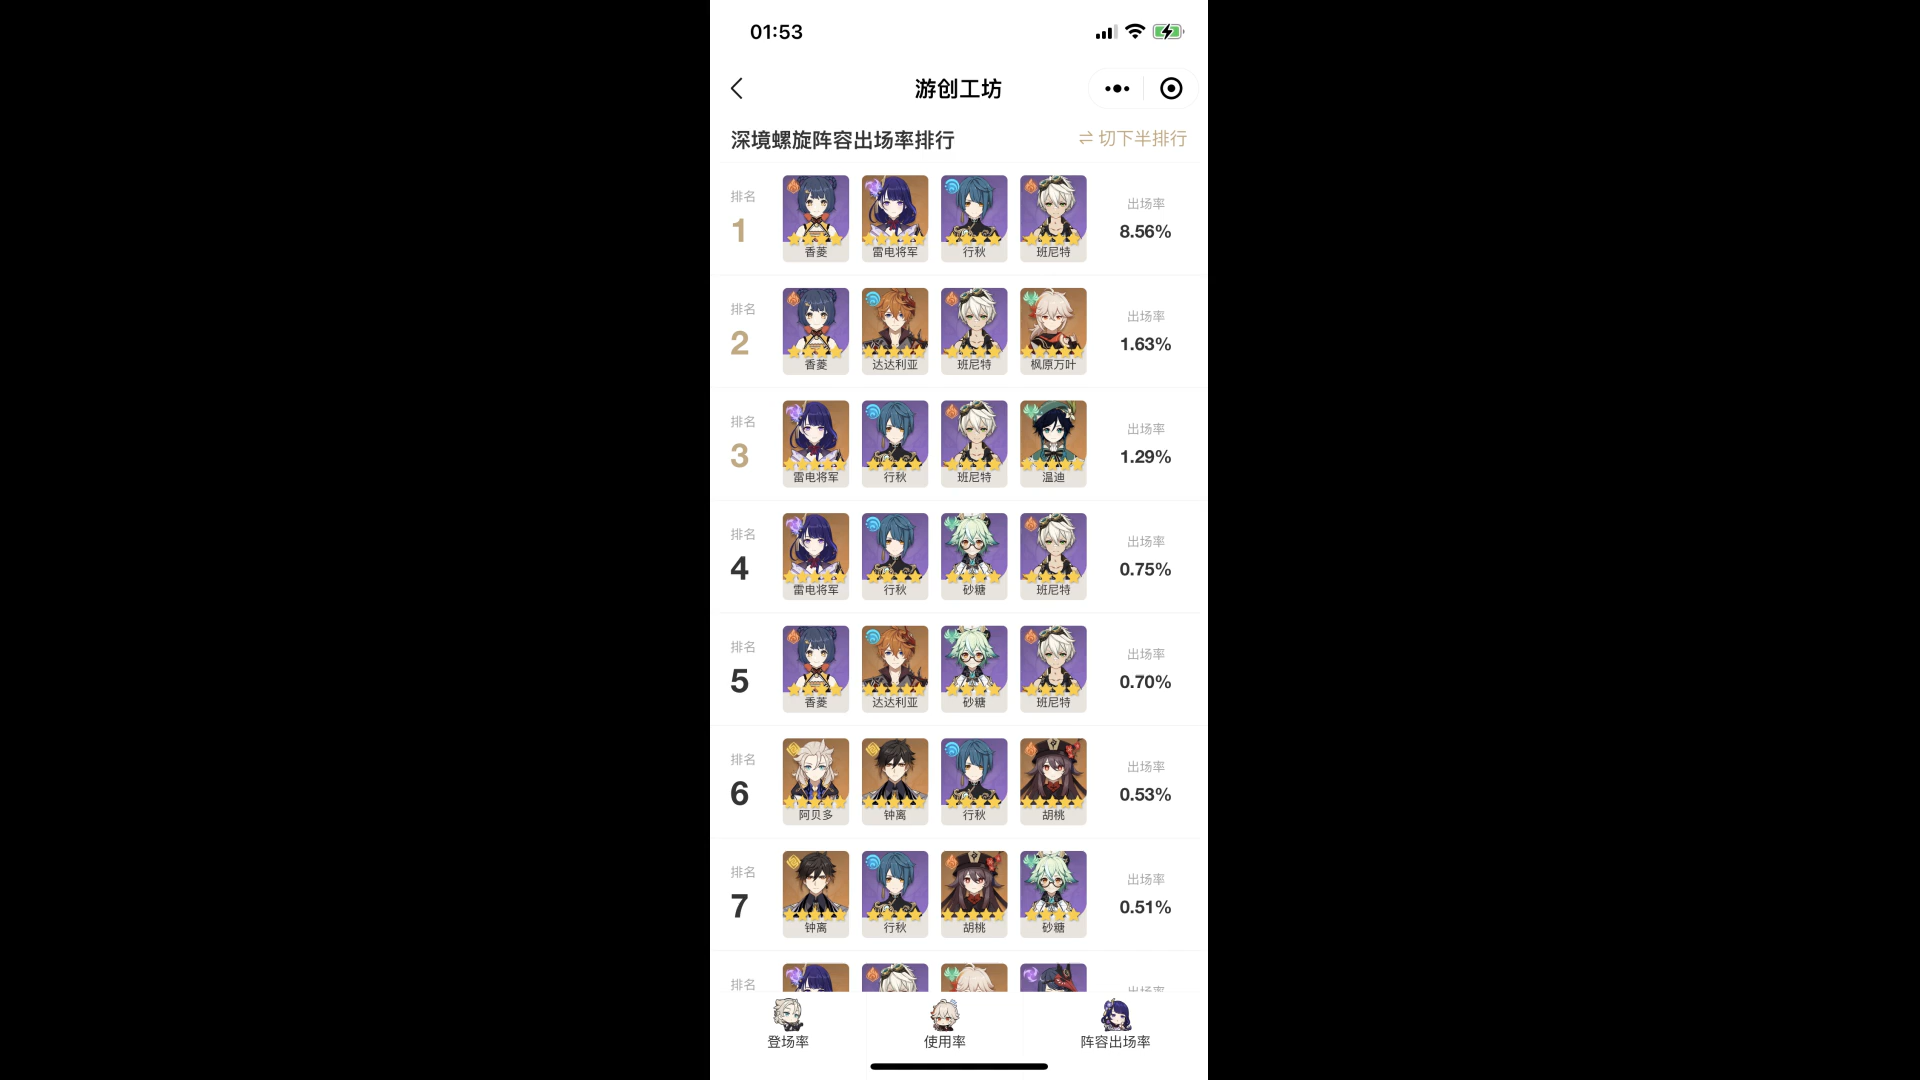 01:53
游创工坊
深境螺旋阵容出场率排行
切下半排行
排名
1
香菱
雷电将军
行秋
班尼特
出场率
8.56%
排名
2
香菱
达达利亚
班尼特
枫原万叶
出场率
1.63%
排名
3
雷电将军
行秋
班尼特
温迪
出场率
1.29%
排名
4
雷电将军
行秋
砂糖
班尼特
出场率
0.75%
排名
5
香菱
达达利亚
砂糖
班尼特
出场率
0.70%
排名
6
阿贝多
钟离
行秋
胡桃
出场率
0.53%
排名
7
钟离
行秋
胡桃
砂糖
出场率
0.51%
排名
登场率
使用率
阵容出场率